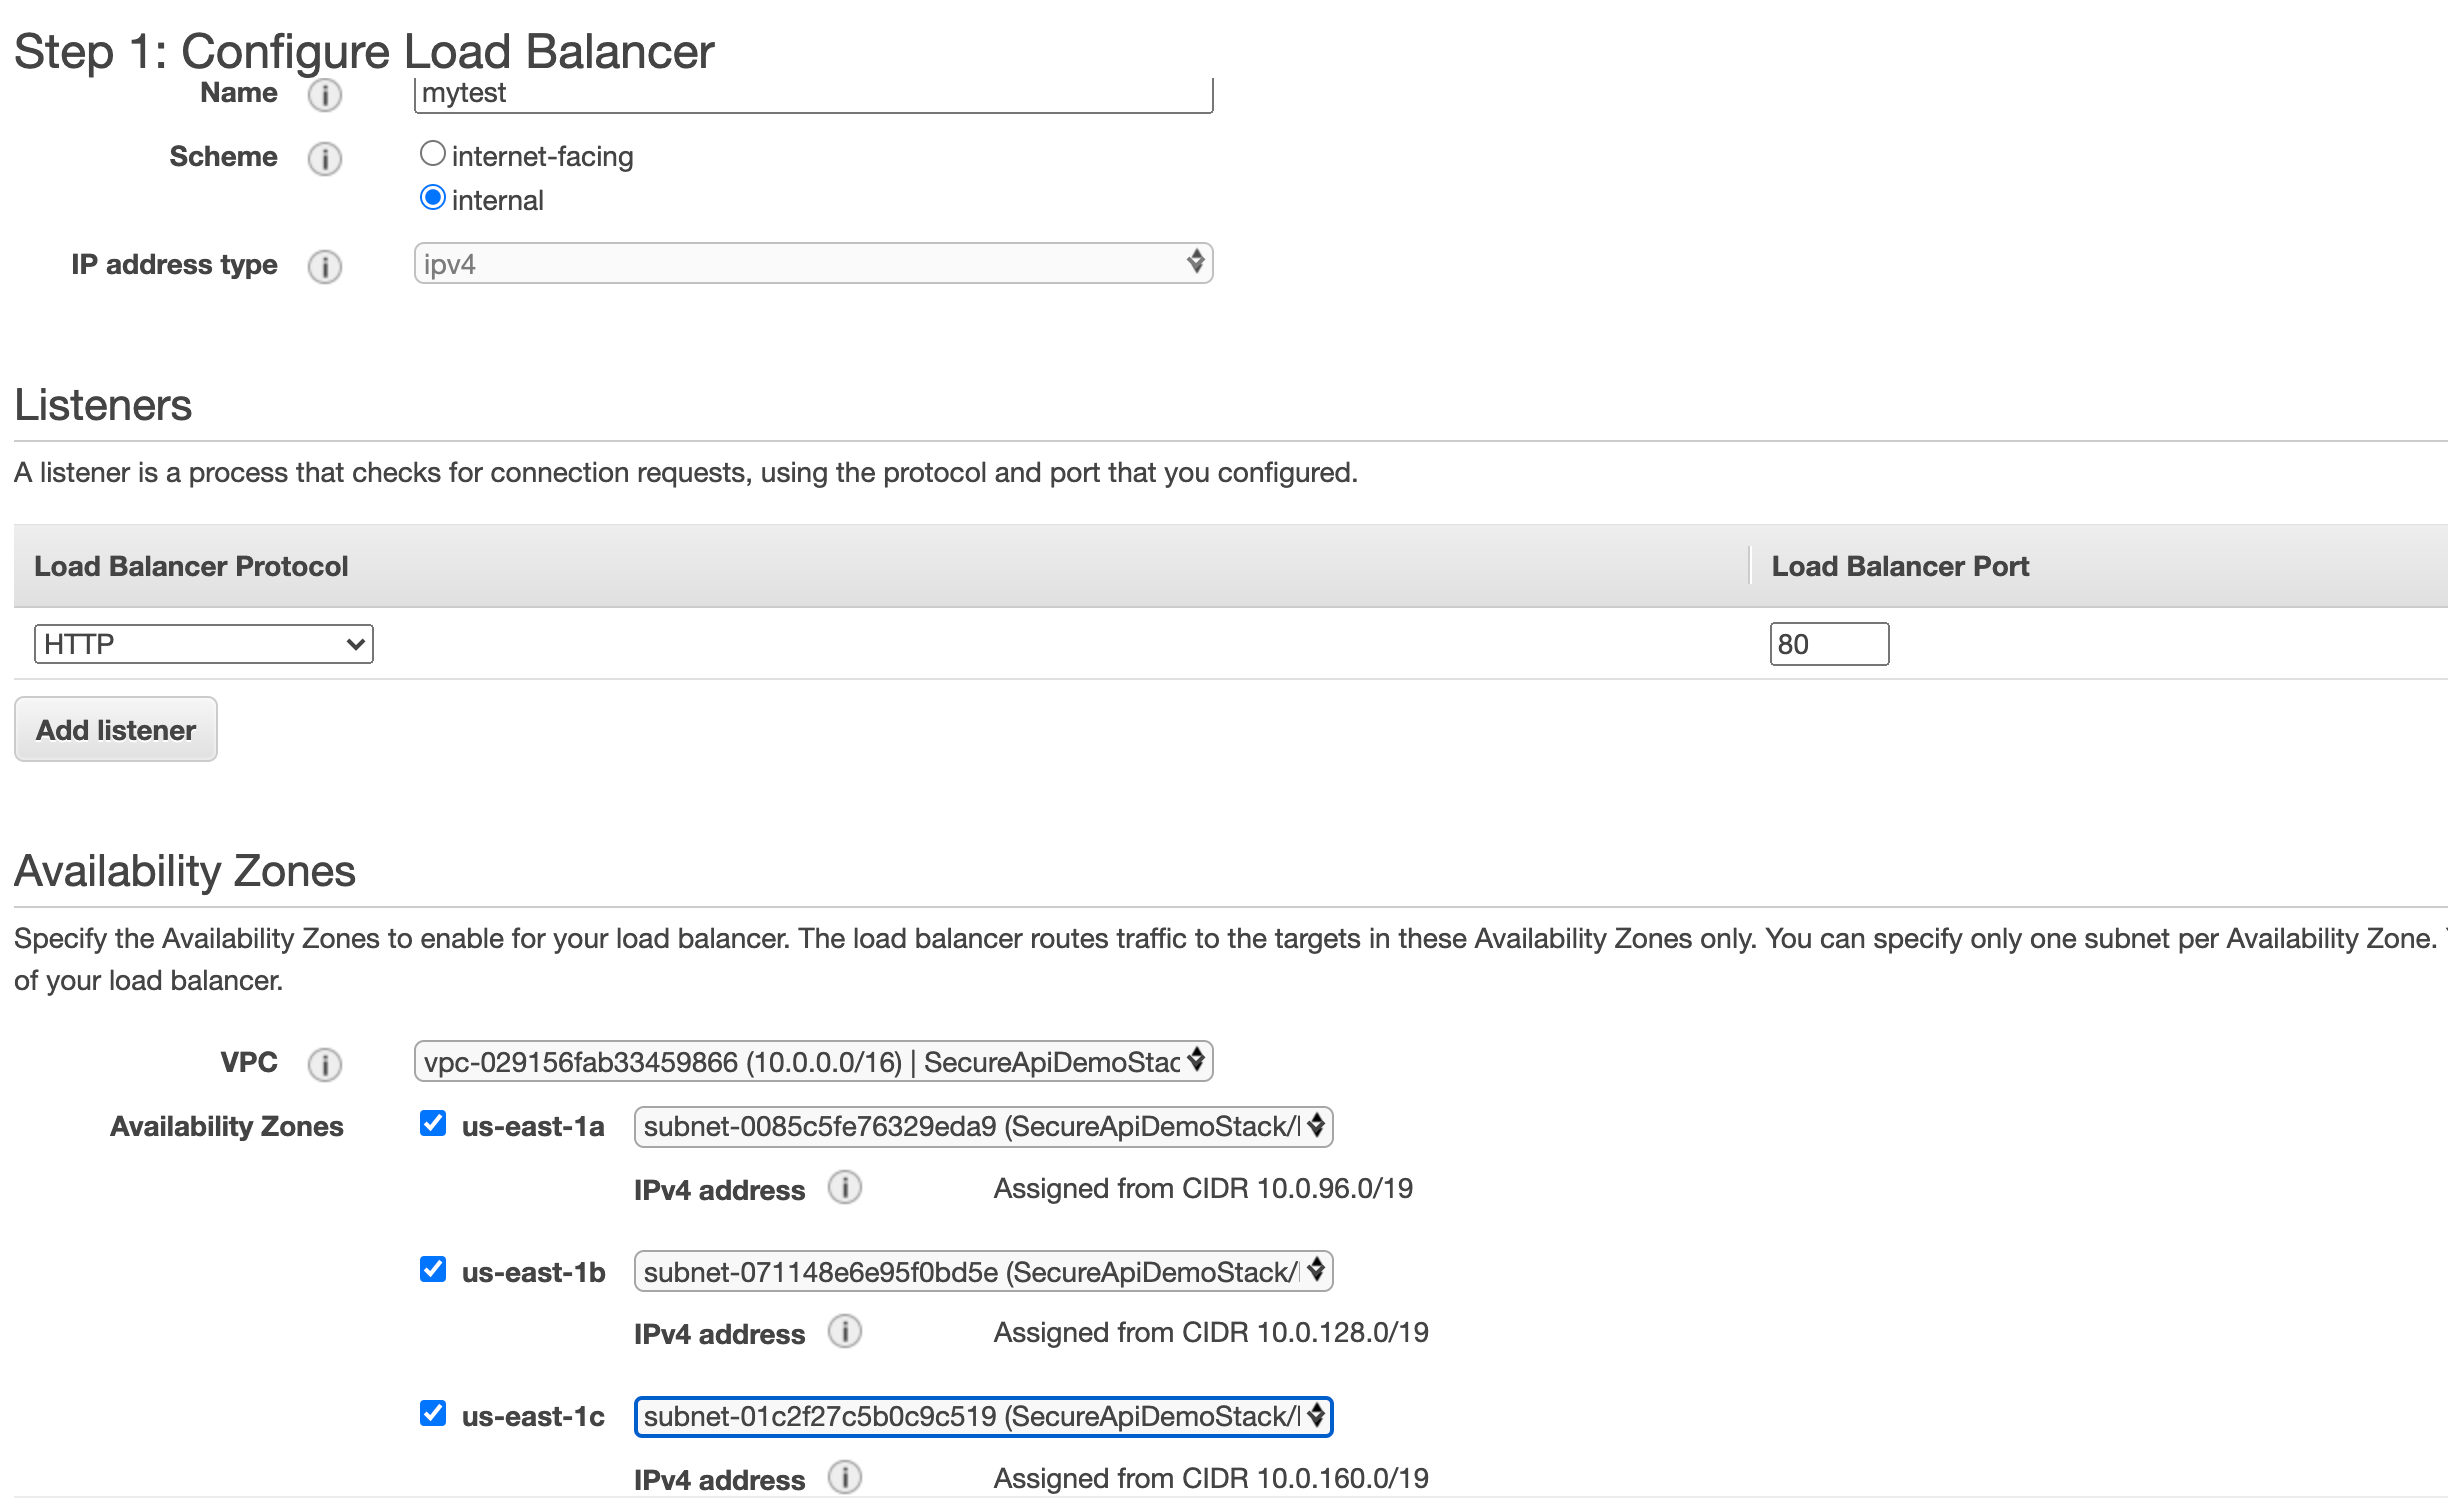 Step 1: Configure Load Balancer
Name i mytest
Scheme i internet-facing
internal
IP address type i ipv4
Listeners
A listener is a process that checks for connection requests, using the protocol and port that you configured.
Load Balancer Protocol Load Balancer Port
HTTP 80
Add listener
Availability Zones
Specify the Availability Zones to enable for your load balancer. The load balancer routes traffic to the targets in these Availability Zones only. You can specify only one subnet per Availability Zone.
of your load balancer.
VPC i vpc-029156fab33459866 (10.0.0.0/16) | SecureApiDemoStac
Availability Zones us-east-1a subnet-0085c5fe76329eda9 (SecureApiDemoStack/
IPv4 address i Assigned from CIDR 10.0.96.0/19
us-east-1b subnet-071148e6e95f0bd5e (SecureApiDemoStack/
IPv4 address i Assigned from CIDR 10.0.128.0/19
us-east-1c subnet-01c2f27c5b0c9c519 (SecureApiDemoStack/
IPv4 address i Assigned from CIDR 10.0.160.0/19